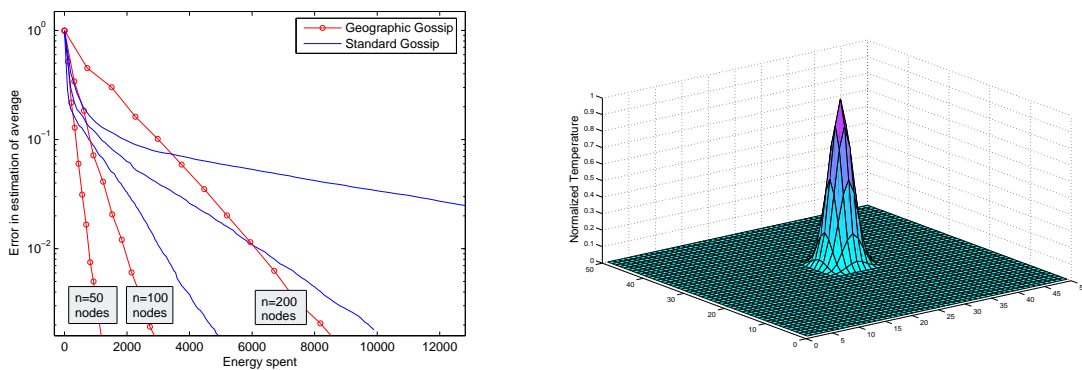 Geographic Gossip
Standard Gossip
Error in estimation of average
10^0
10^-1
10^-2
n=50
nodes
n=100
nodes
n=200
nodes
0 2000 4000 6000 8000 10000 12000
Energy spent
Normalized Temperature
1
0.9
0.8
0.7
0.6
0.5
0.4
0.3
0.2
0.1
0
50
40
30
20
10
0
0
5
10
15
20
25
30
35
40
45